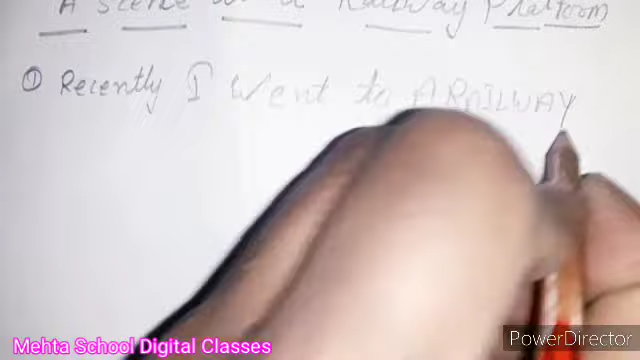 A Scene at a Railway Platform
① Recently I Went to A RAILWAY
Mehta School Digital Classes
PowerDirector